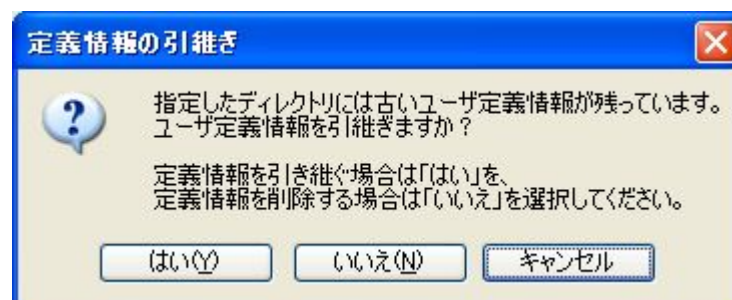 定義情報の引継ぎ
指定したディレクトリには古いユーザ定義情報が残っています。
ユーザ定義情報を引継ぎますか？
定義情報を引き継ぐ場合は「はい」を、
定義情報を削除する場合は「いいえ」を選択してください。
はい(Y) いいえ(N) キャンセル